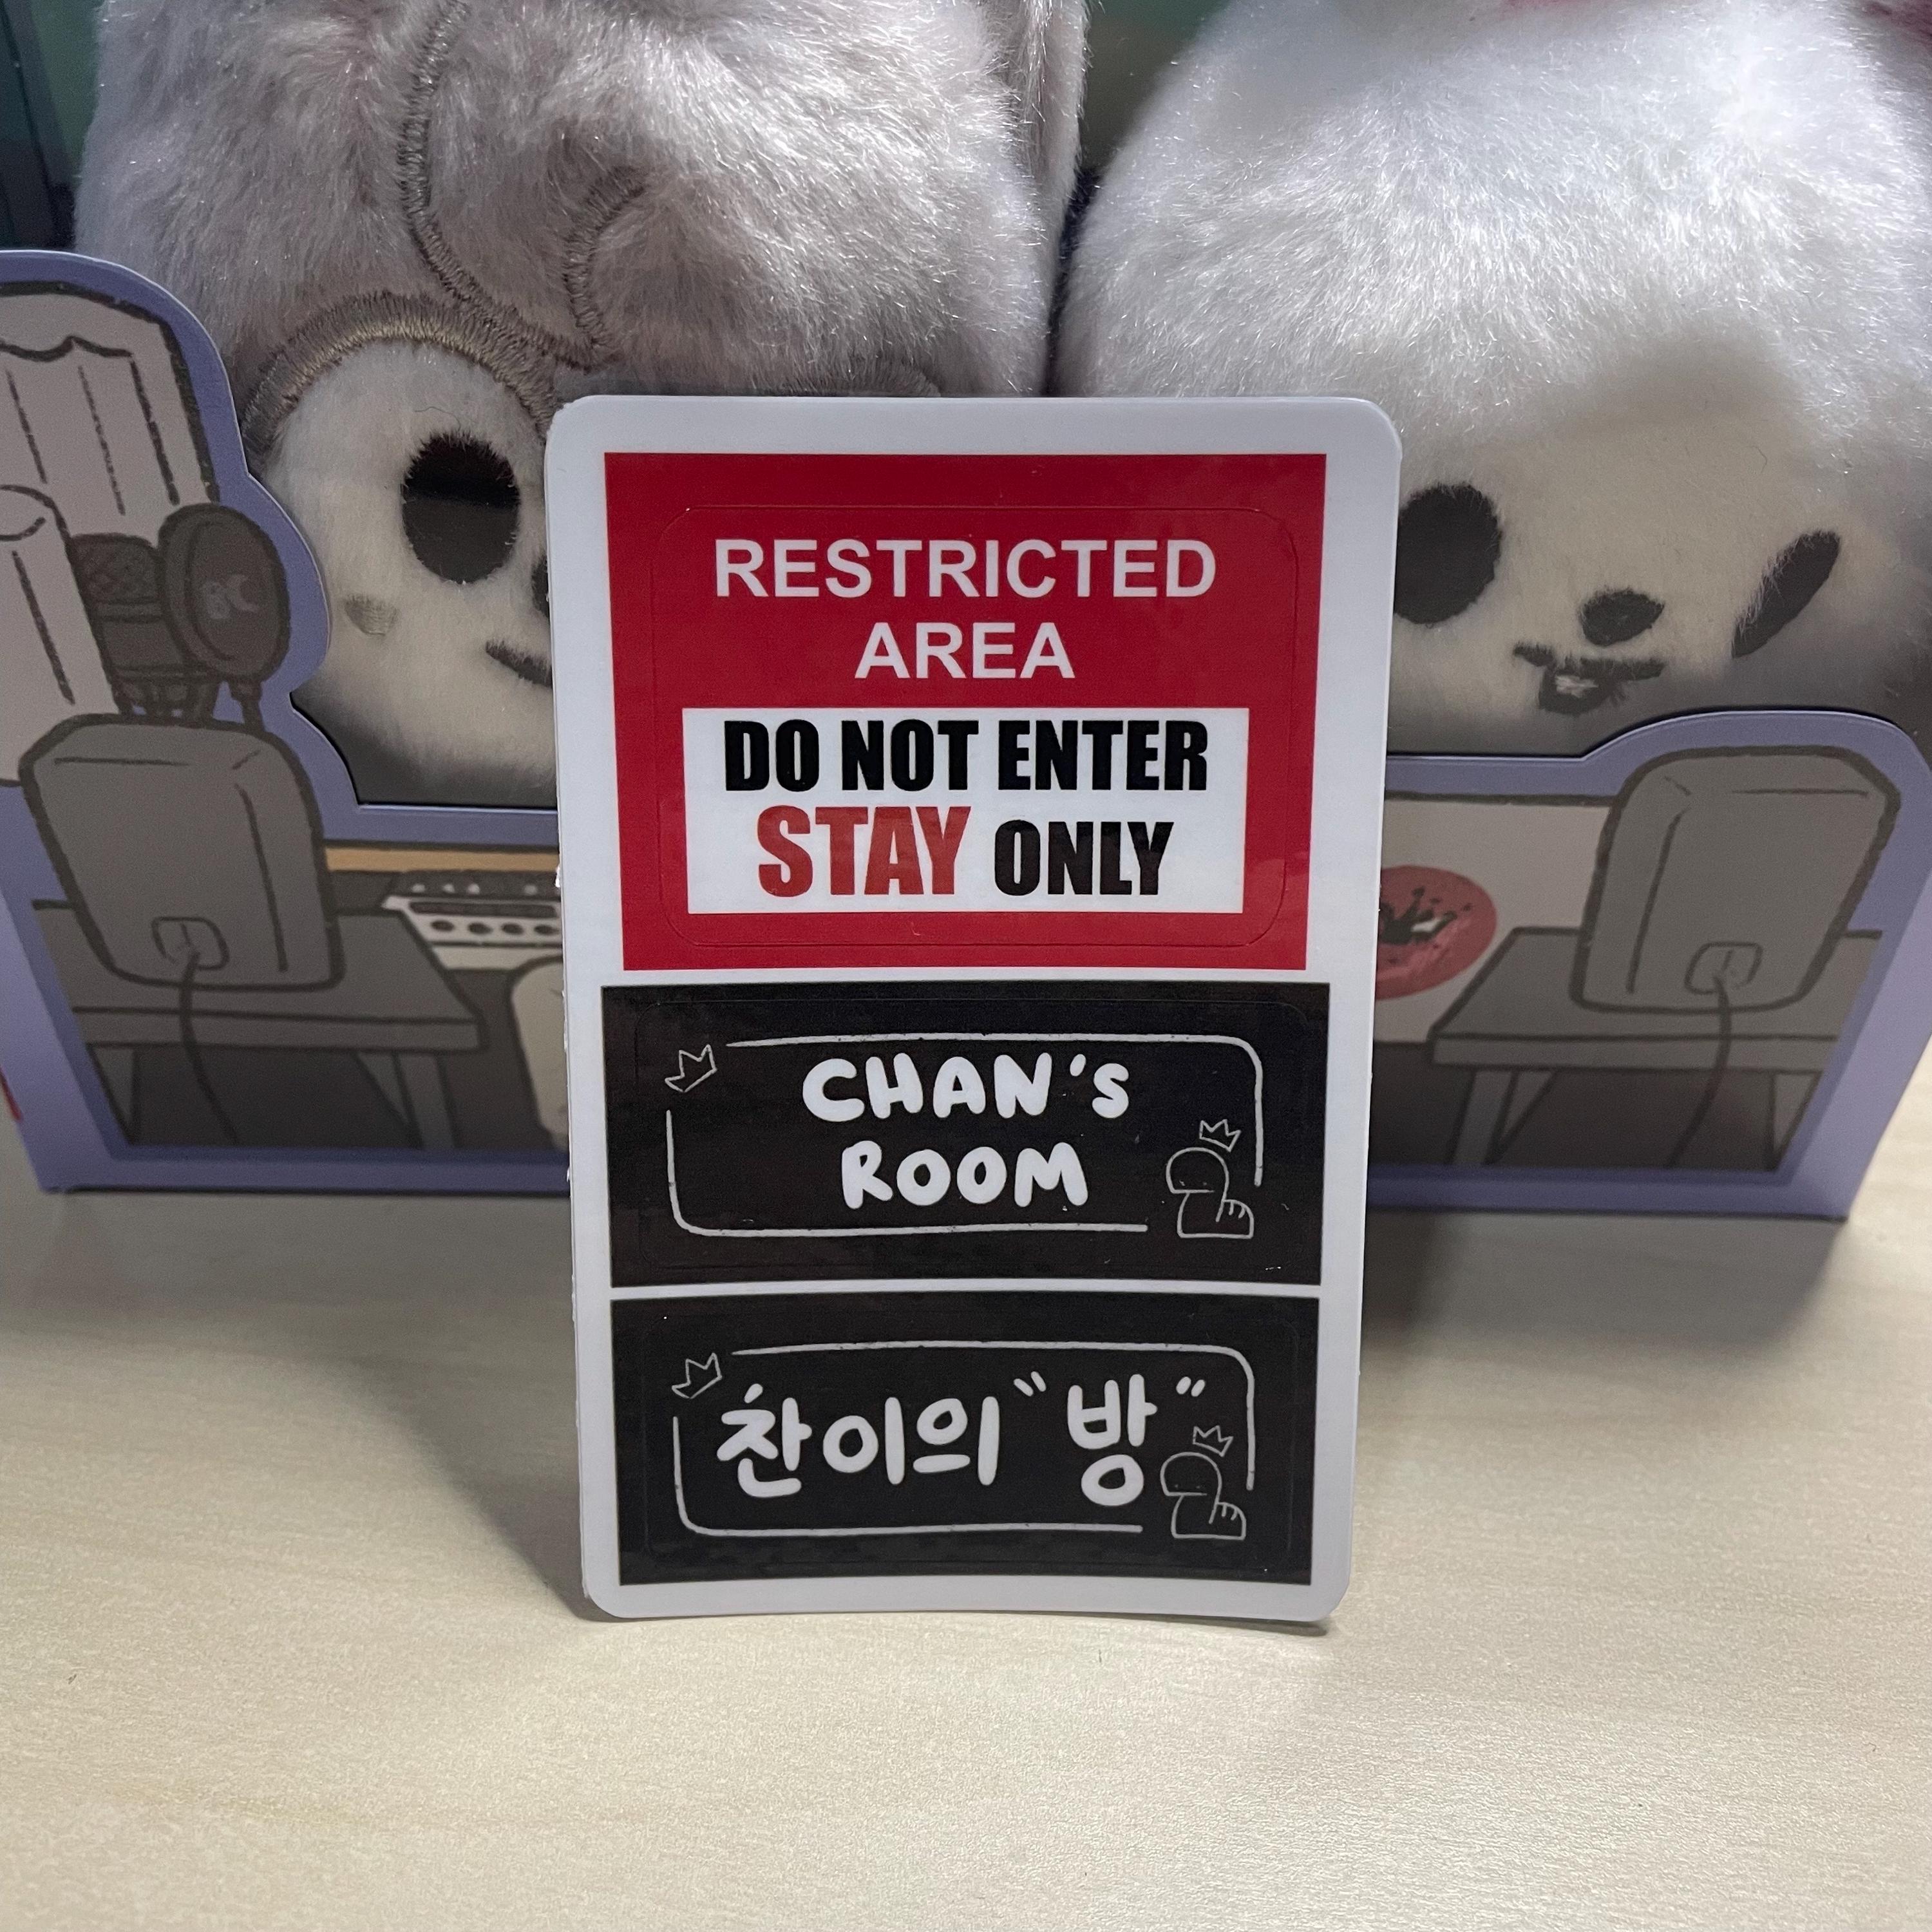 RESTRICTED
AREA
DO NOT ENTER
STAY ONLY
CHAN's
ROOM
찬이의 "방"